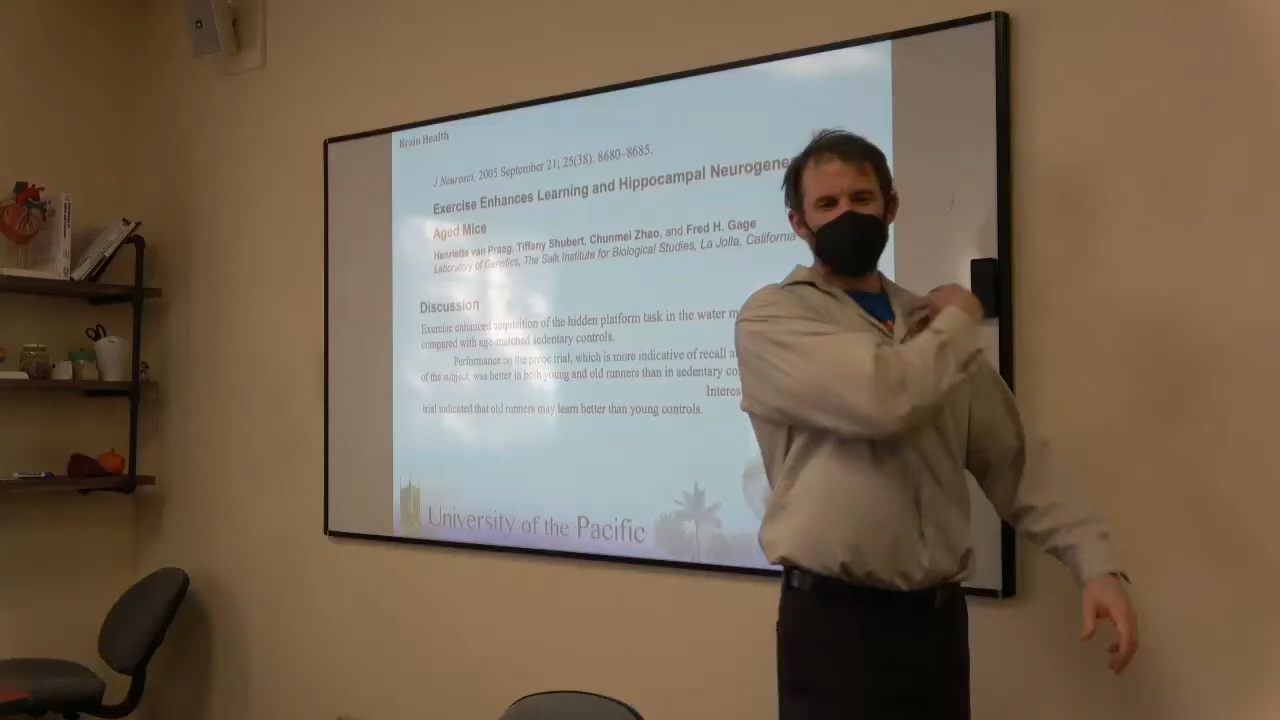 Brain Health
J Neurosci. 2005 September 21; 25(38): 8680–8685.
Exercise Enhances Learning and Hippocampal Neurogene
Aged Mice
Henriette van Praag, Tiffany Shubert, Chunmei Zhao, and Fred H. Gage
Laboratory of Genetics, The Salk Institute for Biological Studies, La Jolla, California
Discussion
Exercise enhanced acquisition of the hidden platform task in the water m
compared with age-matched sedentary controls.
Performance on the probe trial, which is more indicative of recall a
of the subject, was better in both young and old runners than in sedentary co
Interes
trial indicated that old runners may learn better than young controls.
University of the Pacific